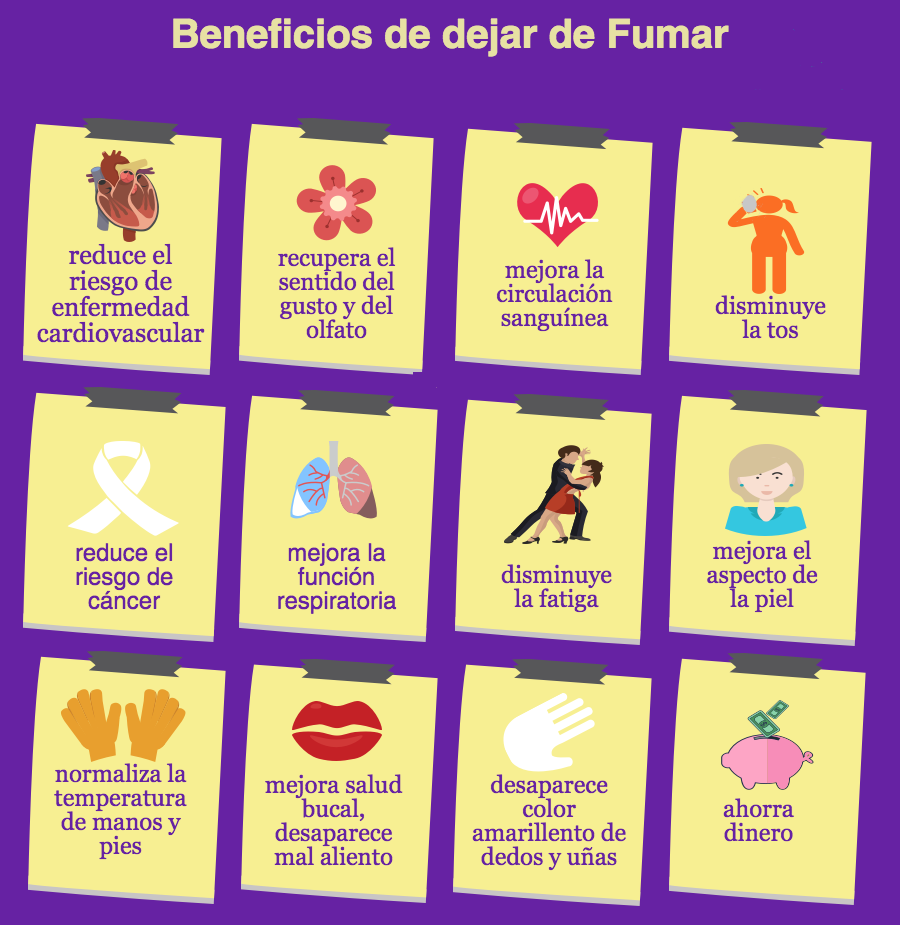 Beneficios de dejar de Fumar
reduce el
riesgo de
enfermedad
cardiovascular
recupera el
sentido del
gusto y del
olfato
mejora la
circulación
sanguínea
disminuye
la tos
reduce el
riesgo de
cáncer
mejora la
función
respiratoria
disminuye
la fatiga
mejora el
aspecto de
la piel
normaliza la
temperatura
de manos y
pies
mejora salud
bucal,
desaparece
mal aliento
desaparece
color
amarillento de
dedos y uñas
ahorra
dinero